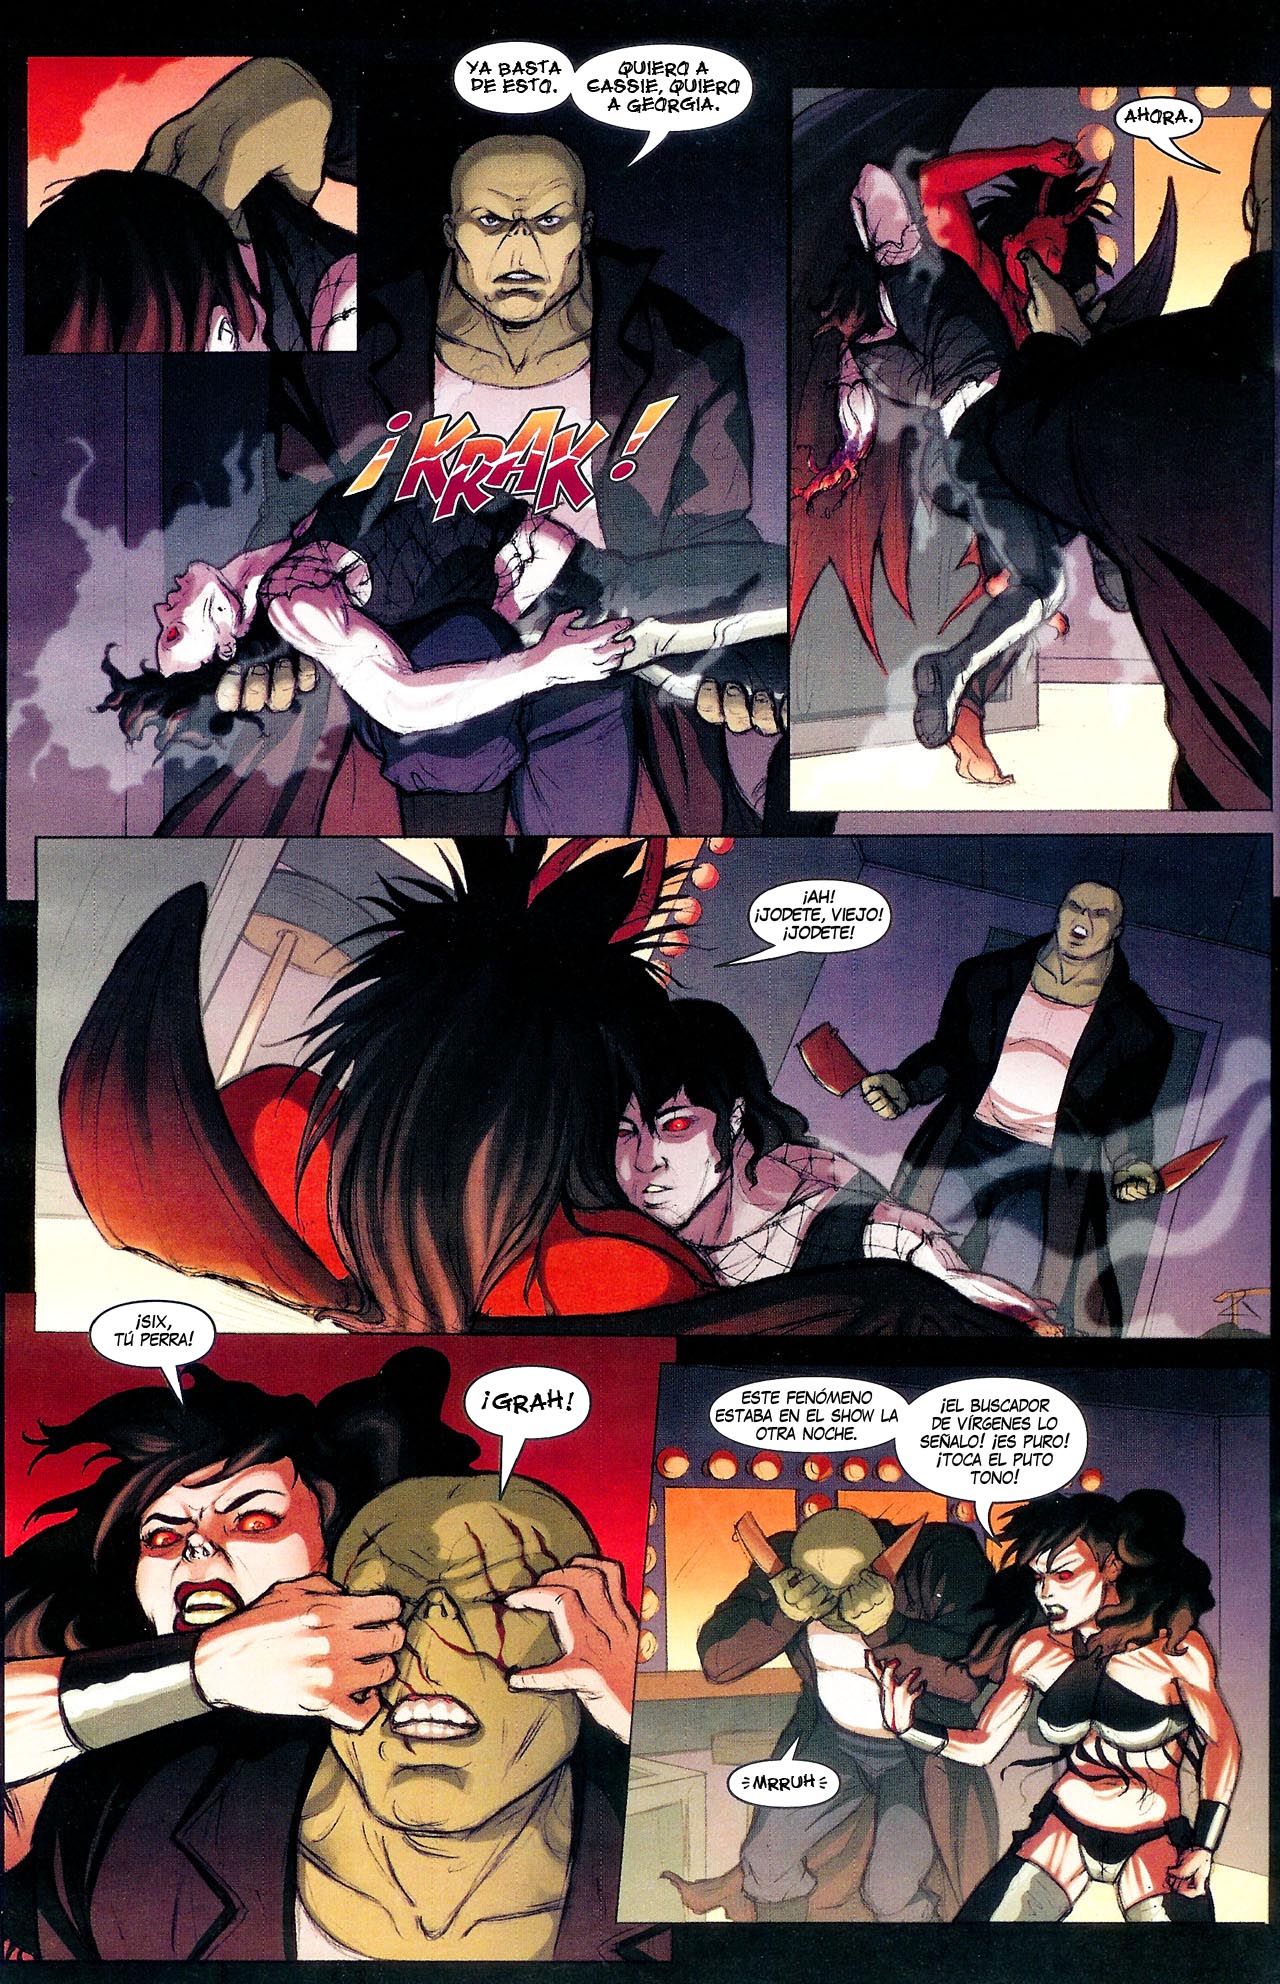 YA BASTA
DE ESTO.
QUIERO A
CASSIE, QUIERO
A GEORGIA.
¡KRAK!
AHORA.
¡AH!
¡JODETE, VIEJO!
¡JODETE!
¡SIX,
TÚ PERRA!
¡GRAH!
ESTE FENÓMENO
ESTABA EN EL SHOW LA
OTRA NOCHE.
¡EL BUSCADOR
DE VÍRGENES LO
SEÑALO! ¡ES PURO!
¡TOCA EL PUTO
TONO!
MRRUH